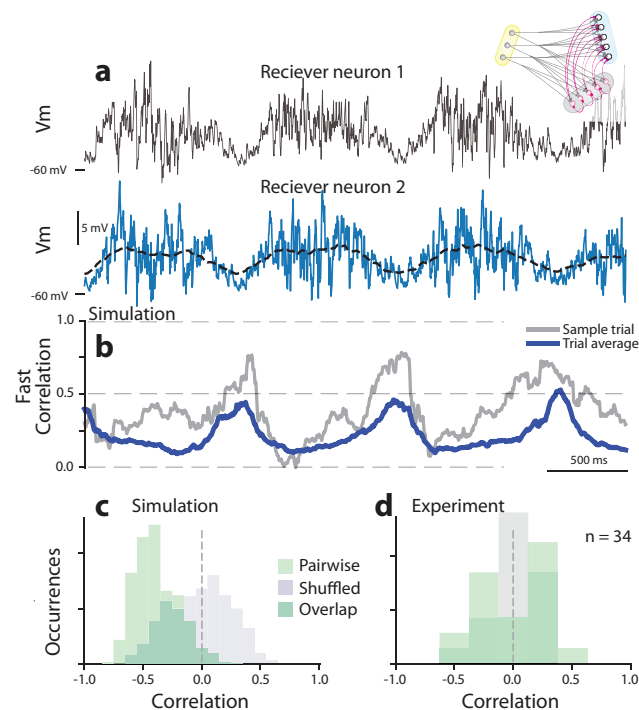 a
Reciever neuron 1
Vm
-60 mV
Reciever neuron 2
5 mV
Vm
-60 mV
Simulation
1.0
b
Sample trial
Trial average
Fast
Correlation
0.5
0.0
500 ms
c Simulation
d Experiment
n = 34
Pairwise
Shuffled
Overlap
Occurrences
-1.0 -0.5 0.0 0.5 1.0
-1.0 -0.5 0.0 0.5 1.0
Correlation
Correlation